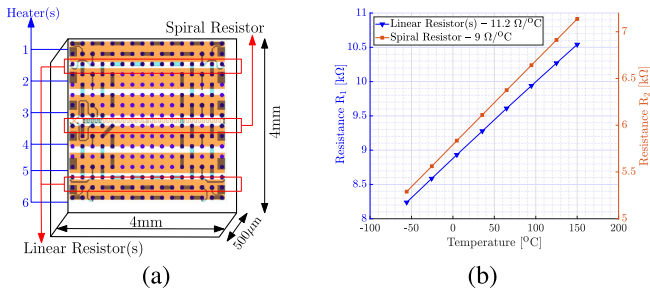 Heater(s)
Spiral Resistor
1
2
3
4
5
6
4mm
4mm
500μm
Linear Resistor(s)
(a)
Linear Resistor(s) – 11.2 Ω/°C
Spiral Resistor – 9 Ω/°C
Resistance R1 [kΩ]
11
10.5
10
9.5
9
8.5
8
Resistance R2 [kΩ]
7
6.5
6
5.5
5
-100
-50
0
50
100
150
200
Temperature [°C]
(b)